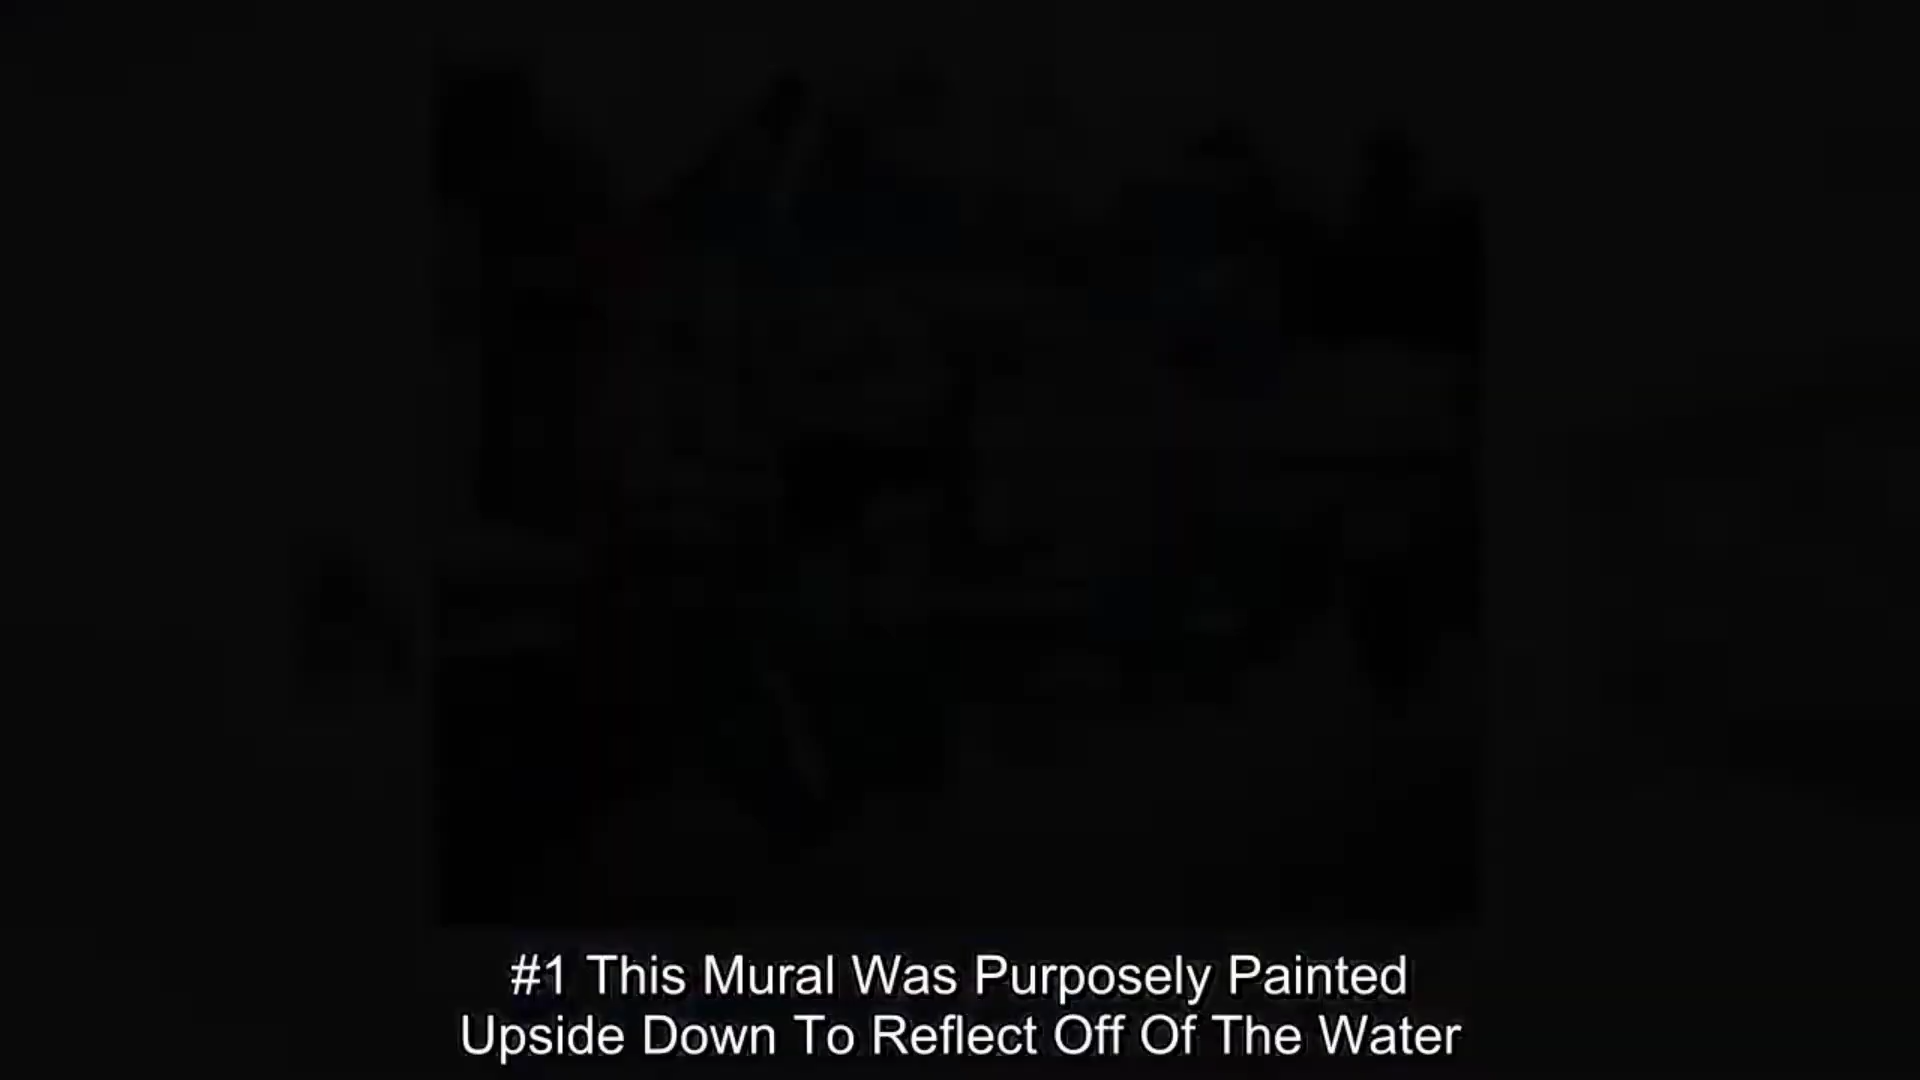 #1 This Mural Was Purposely Painted
Upside Down To Reflect Off Of The Water